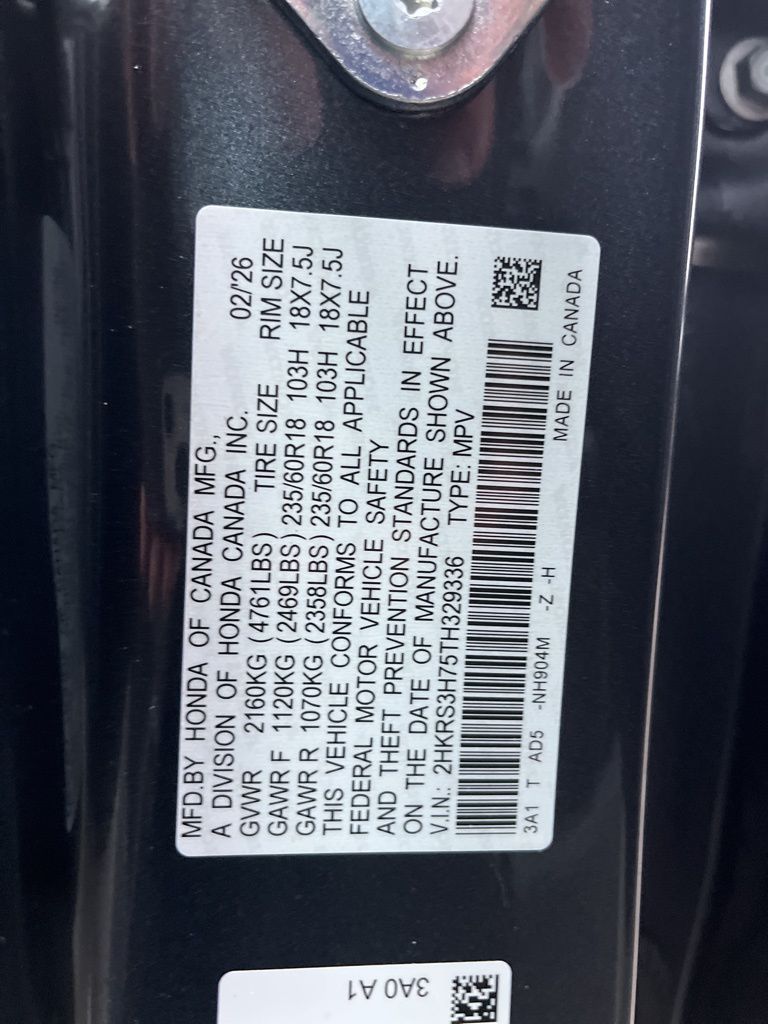 MFD.BY HONDA OF CANADA MFG.,
A DIVISION OF HONDA CANADA INC. 02/'26
GVWR 2160KG (4761LBS) TIRE SIZE RIM SIZE
GAWR F 1120KG (2469LBS) 235/60R18 103H 18X7.5J
GAWR R 1070KG (2358LBS) 235/60R18 103H 18X7.5J
THIS VEHICLE CONFORMS TO ALL APPLICABLE
FEDERAL MOTOR VEHICLE SAFETY
AND THEFT PREVENTION STANDARDS IN EFFECT
ON THE DATE OF MANUFACTURE SHOWN ABOVE.
V.I.N.: 2HKRS3H75TH329336 TYPE: MPV
3A1 T AD5 -NH904M -Z -H MADE IN CANADA
3A0 A1